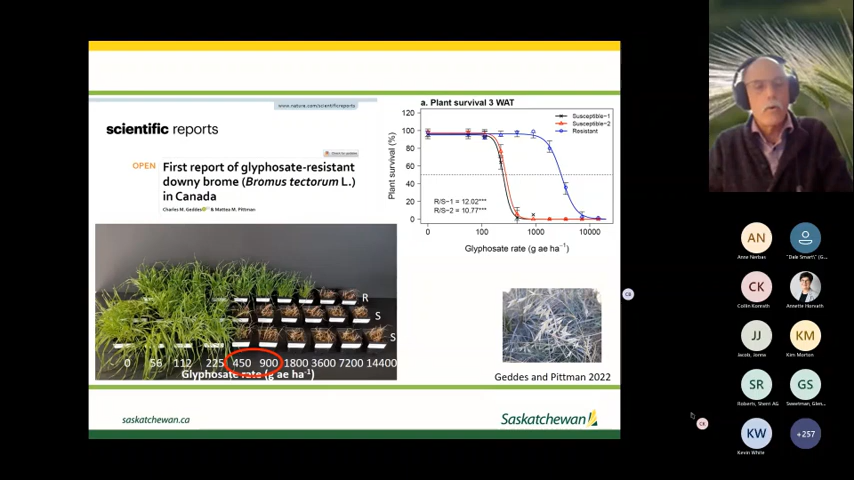 www.nature.com/scientificreports
scientific reports
Check for updates
OPEN
First report of glyphosate-resistant
downy brome (Bromus tectorum L.)
in Canada
Charles M. Geddes & Mattea M. Pittman
R
S
S
0 56 112 225 450 900 1800 3600 7200 14400
Glyphosate rate (g ae ha⁻¹)
a. Plant survival 3 WAT
Plant survival (%)
120
100
80
60
40
20
0
Susceptible-1
Susceptible-2
Resistant
R/S-1 = 12.02***
R/S-2 = 10.77***
0 100 1000 10000
Glyphosate rate (g ae ha⁻¹)
Geddes and Pittman 2022
saskatchewan.ca
Saskatchewan
AN
Anne Nerbas
"Dale Smart\" (G...
CK
Collin Konrath
Annette Horvath
JJ
Jacob, Jonne
KM
Kim Morton
SR
Roberts, Sherri AG
GS
Sweetman, Glen...
KW
Kevin White
+257
CK